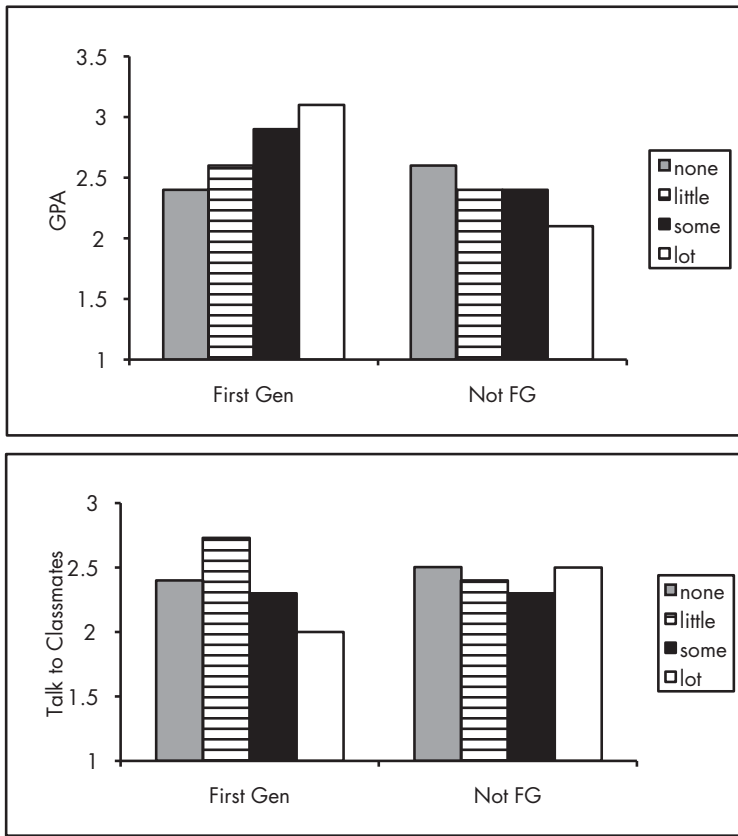 3.5
3
2.5
2
1.5
1
GPA
First Gen
Not FG
none
little
some
lot
3
2.5
2
1.5
1
Talk to Classmates
First Gen
Not FG
none
little
some
lot